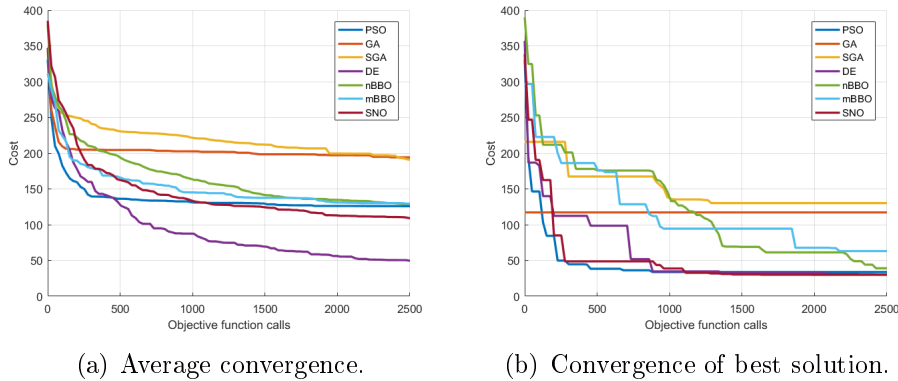 400
350
300
250
200
150
100
50
0
Cost
0 500 1000 1500 2000 2500
Objective function calls
PSO
GA
SGA
DE
nBBO
mBBO
SNO
(a) Average convergence.
400
350
300
250
200
150
100
50
0
Cost
0 500 1000 1500 2000 2500
Objective function calls
PSO
GA
SGA
DE
nBBO
mBBO
SNO
(b) Convergence of best solution.